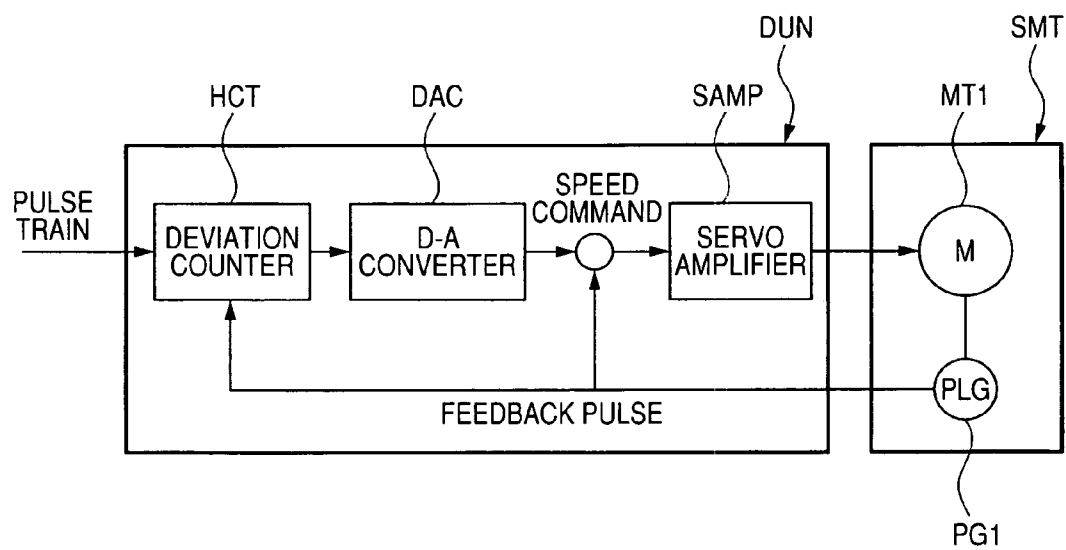 DUN
SMT
HCT
DAC
SAMP
MT1
PULSE
TRAIN
DEVIATION
COUNTER
D-A
CONVERTER
SPEED
COMMAND
SERVO
AMPLIFIER
M
FEEDBACK PULSE
PLG
PG1